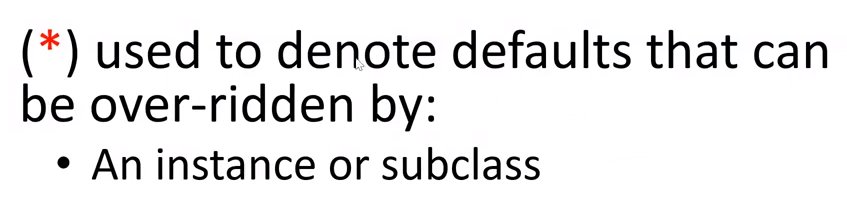 (*) used to denote defaults that can
be over-ridden by:
• An instance or subclass